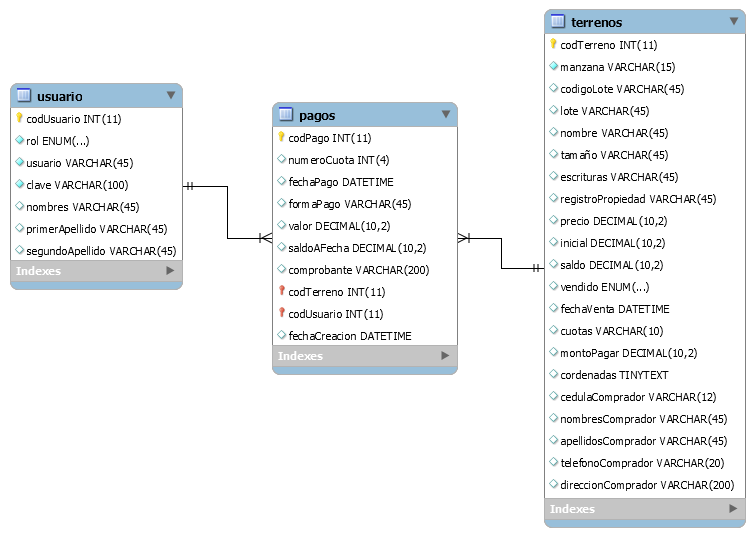 usuario
codUsuario INT(11)
rol ENUM(...)
usuario VARCHAR(45)
clave VARCHAR(100)
nombres VARCHAR(45)
primerApellido VARCHAR(45)
segundoApellido VARCHAR(45)
Indexes
pagos
codPago INT(11)
numeroCuota INT(4)
fechaPago DATETIME
formaPago VARCHAR(45)
valor DECIMAL(10,2)
saldoAFecha DECIMAL(10,2)
comprobante VARCHAR(200)
codTerreno INT(11)
codUsuario INT(11)
fechaCreacion DATETIME
Indexes
terrenos
codTerreno INT(11)
manzana VARCHAR(15)
codigoLote VARCHAR(45)
lote VARCHAR(45)
nombre VARCHAR(45)
tamaño VARCHAR(45)
escrituras VARCHAR(45)
registroPropiedad VARCHAR(45)
precio DECIMAL(10,2)
inicial DECIMAL(10,2)
saldo DECIMAL(10,2)
vendido ENUM(...)
fechaVenta DATETIME
cuotas VARCHAR(10)
montoPagar DECIMAL(10,2)
cordenadas TINYTEXT
cedulaComprador VARCHAR(12)
nombresComprador VARCHAR(45)
apellidosComprador VARCHAR(45)
telefonoComprador VARCHAR(20)
direccionComprador VARCHAR(200)
Indexes